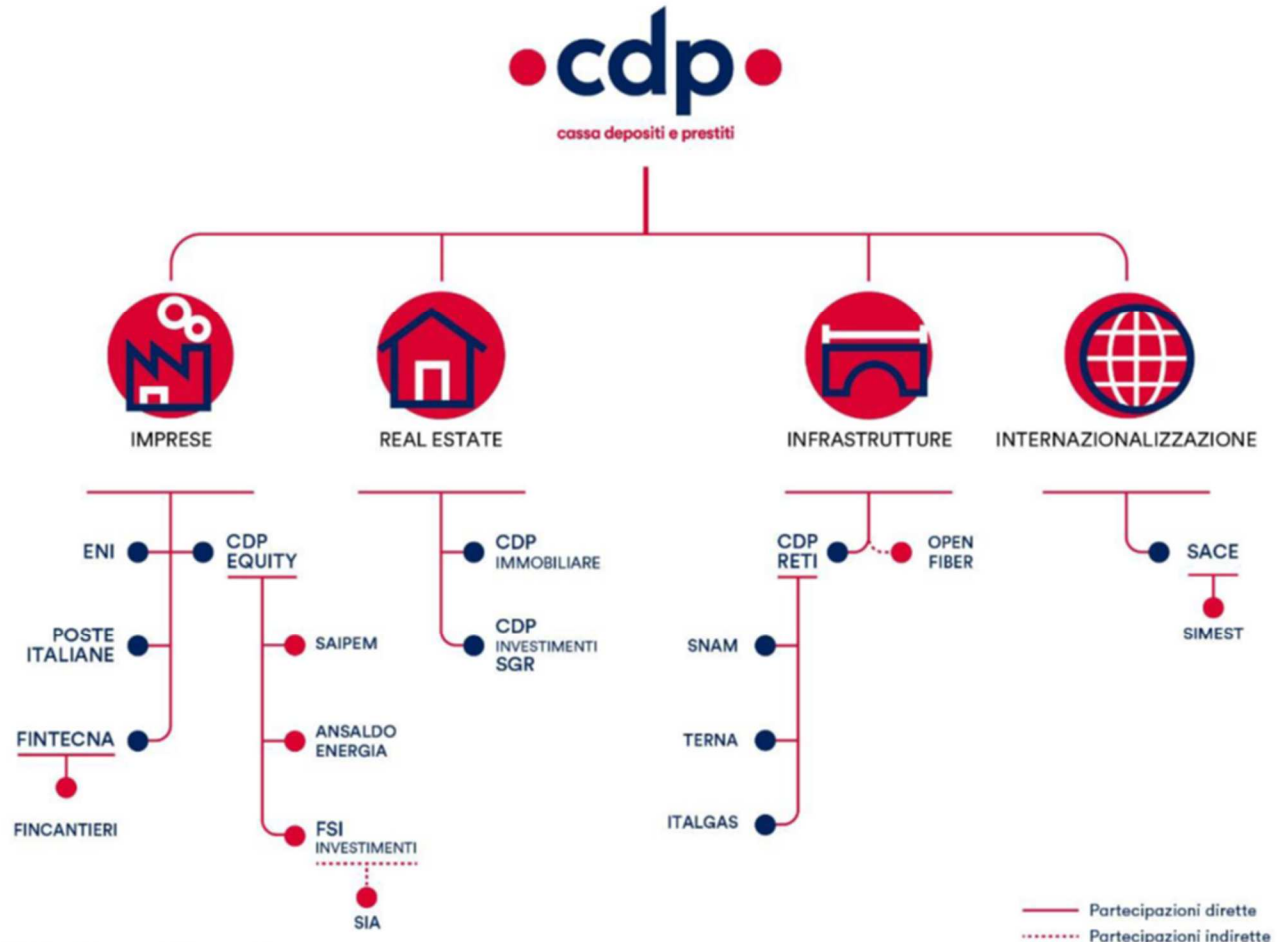 cdp
cassa depositi e prestiti
IMPRESE
REAL ESTATE
INFRASTRUTTURE
INTERNAZIONALIZZAZIONE
ENI
CDP
EQUITY
POSTE
ITALIANE
FINTECNA
FINCANTIERI
SAIPEM
ANSALDO
ENERGIA
FSI
INVESTIMENTI
SIA
CDP
IMMOBILIARE
CDP
INVESTIMENTI
SGR
CDP
RETI
OPEN
FIBER
SNAM
TERNA
ITALGAS
SACE
SIMEST
Partecipazioni dirette
Partecipazioni indirette